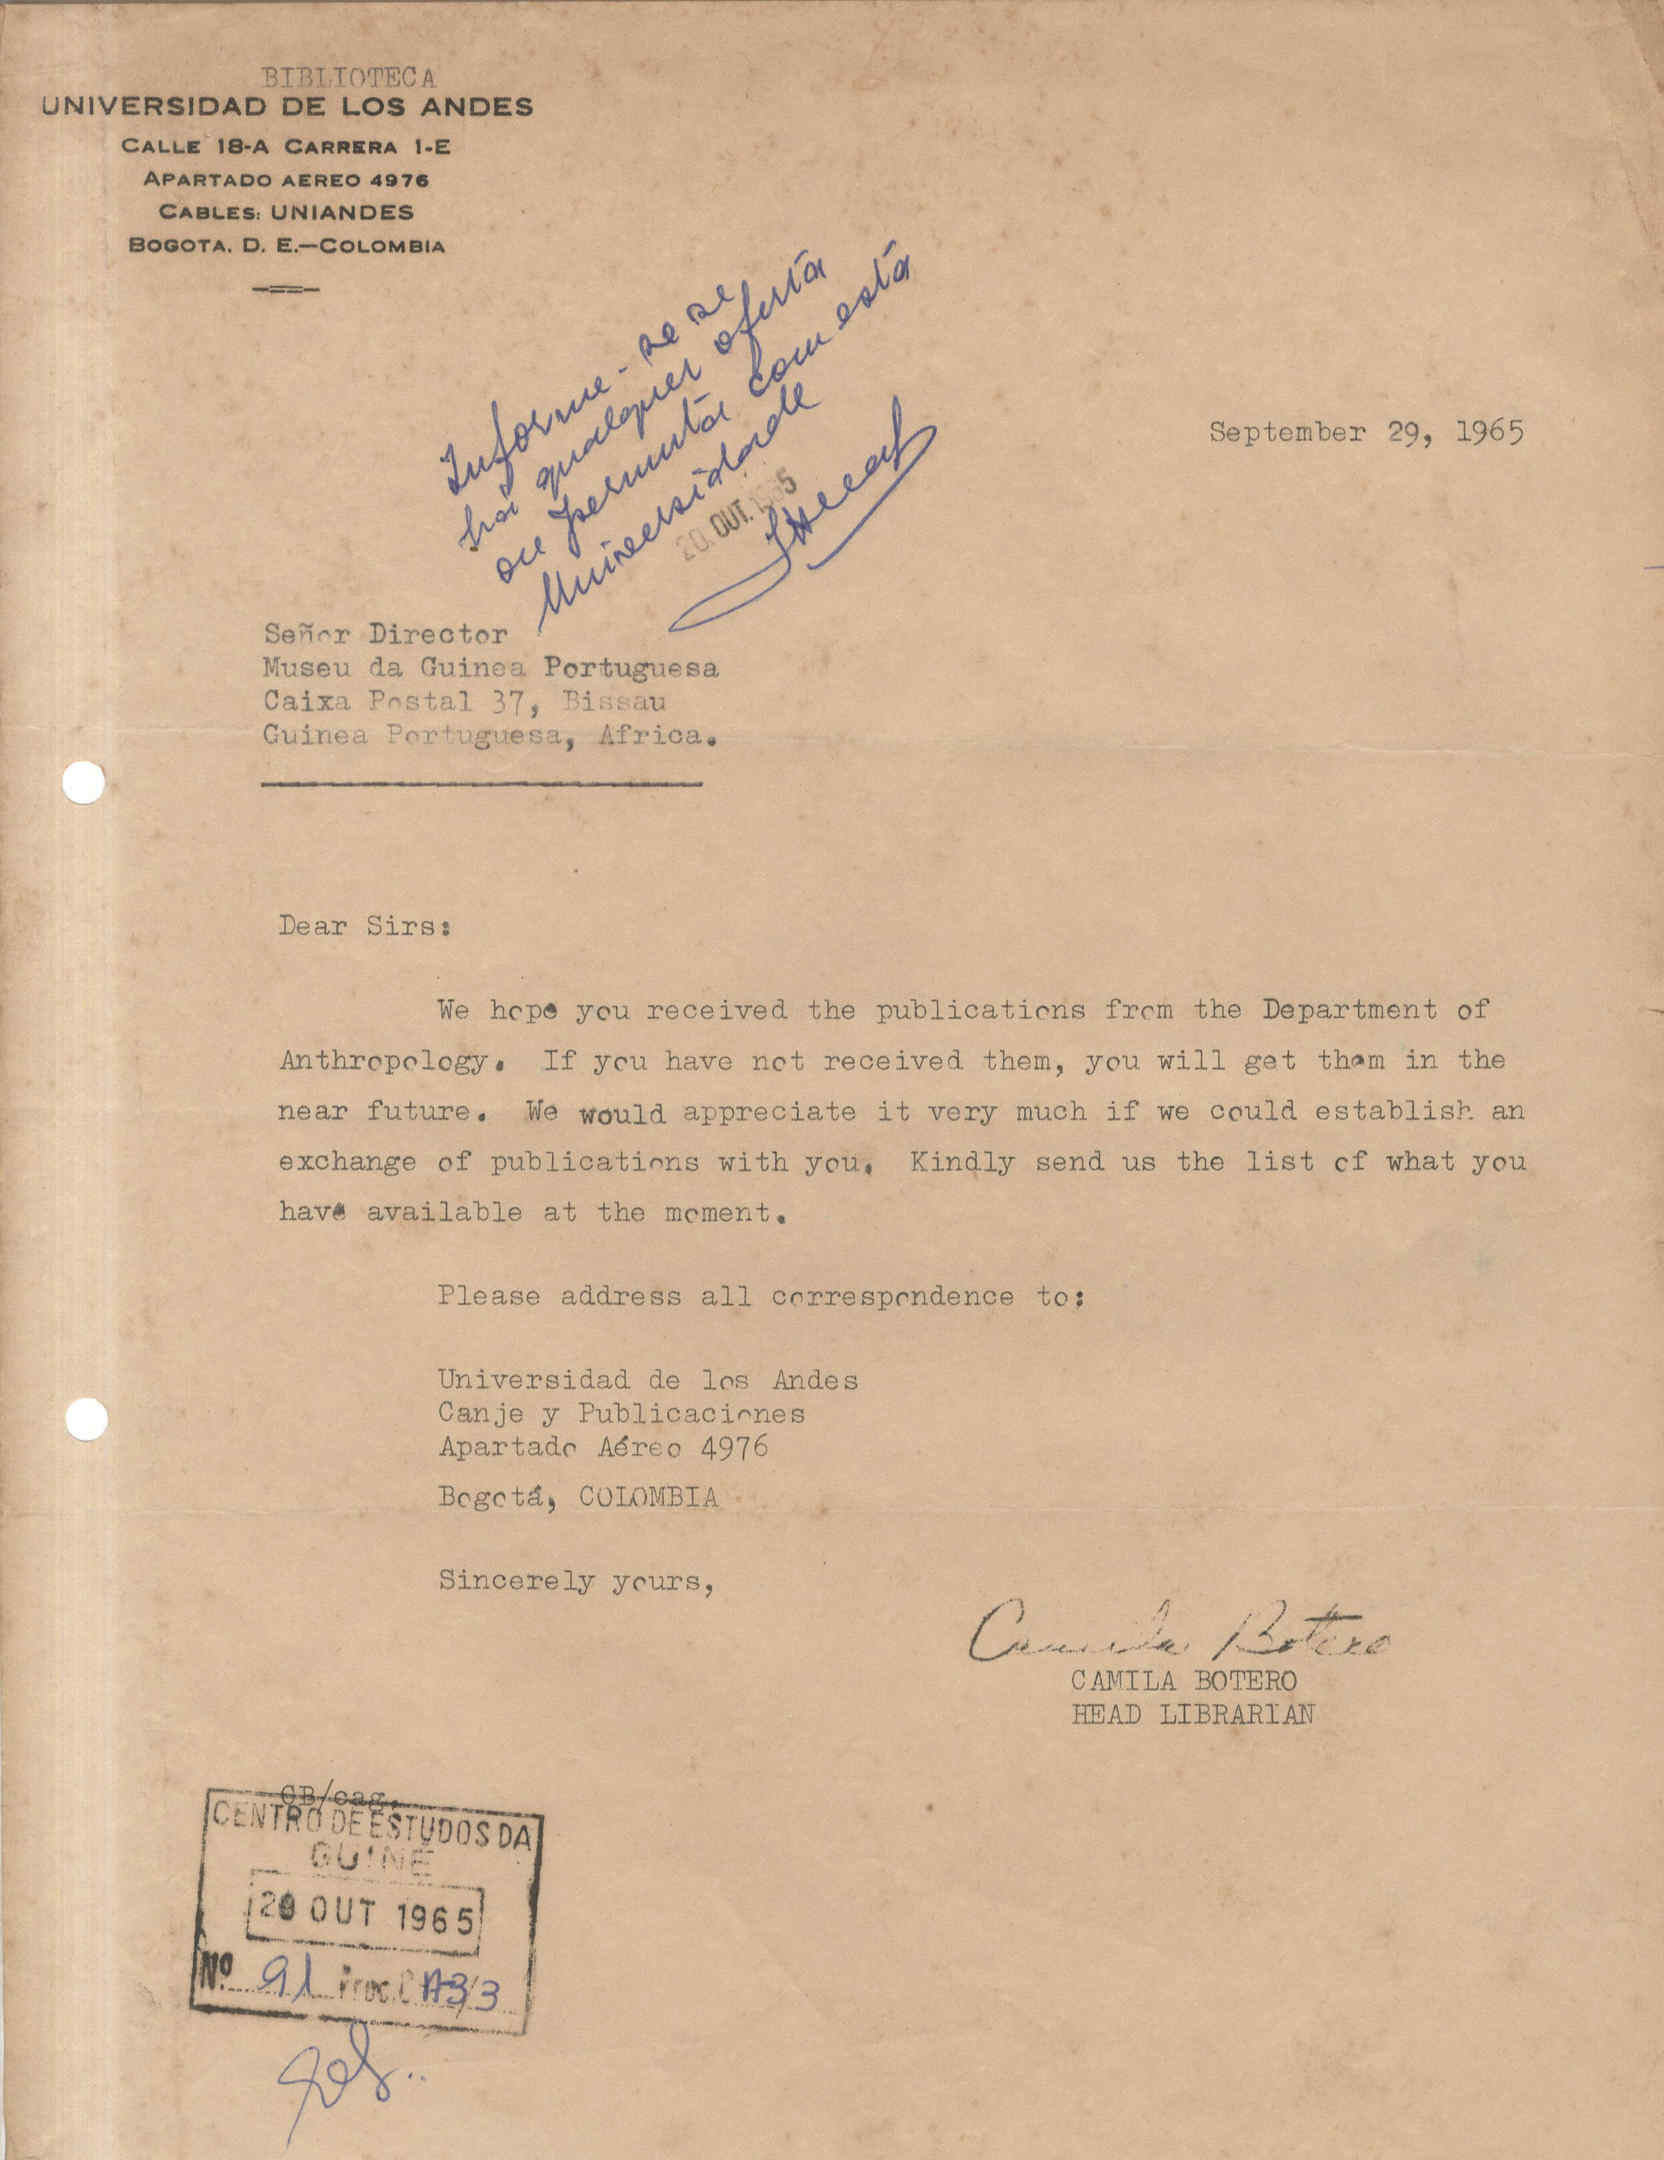 BIBLIOTECA
UNIVERSIDAD DE LOS ANDES
CALLE 18-A CARRERA 1-E
APARTADO AEREO 4976
CABLES: UNIANDES
BOGOTA. D. E.—COLOMBIA
Informe-se se
há qualquer oferta
ou permuta com esta
Universidade
20. OUT. 1965
September 29, 1965
Señor Director
Museu da Guinea Portuguesa
Caixa Postal 37, Bissau
Guinea Portuguesa, Africa.
Dear Sirs:
We hope you received the publications from the Department of
Anthropology. If you have not received them, you will get them in the
near future. We would appreciate it very much if we could establish an
exchange of publications with you. Kindly send us the list of what you
have available at the moment.
Please address all correspondence to:
Universidad de los Andes
Canje y Publicaciones
Apartado Aéreo 4976
Bogotá, COLOMBIA
Sincerely yours,
Camila Botero
CAMILA BOTERO
HEAD LIBRARIAN
CB/cag.
CENTRO DE ESTUDOS DA
GUINÉ
20 OUT 1965
Nº 91 Proc. C A3/3